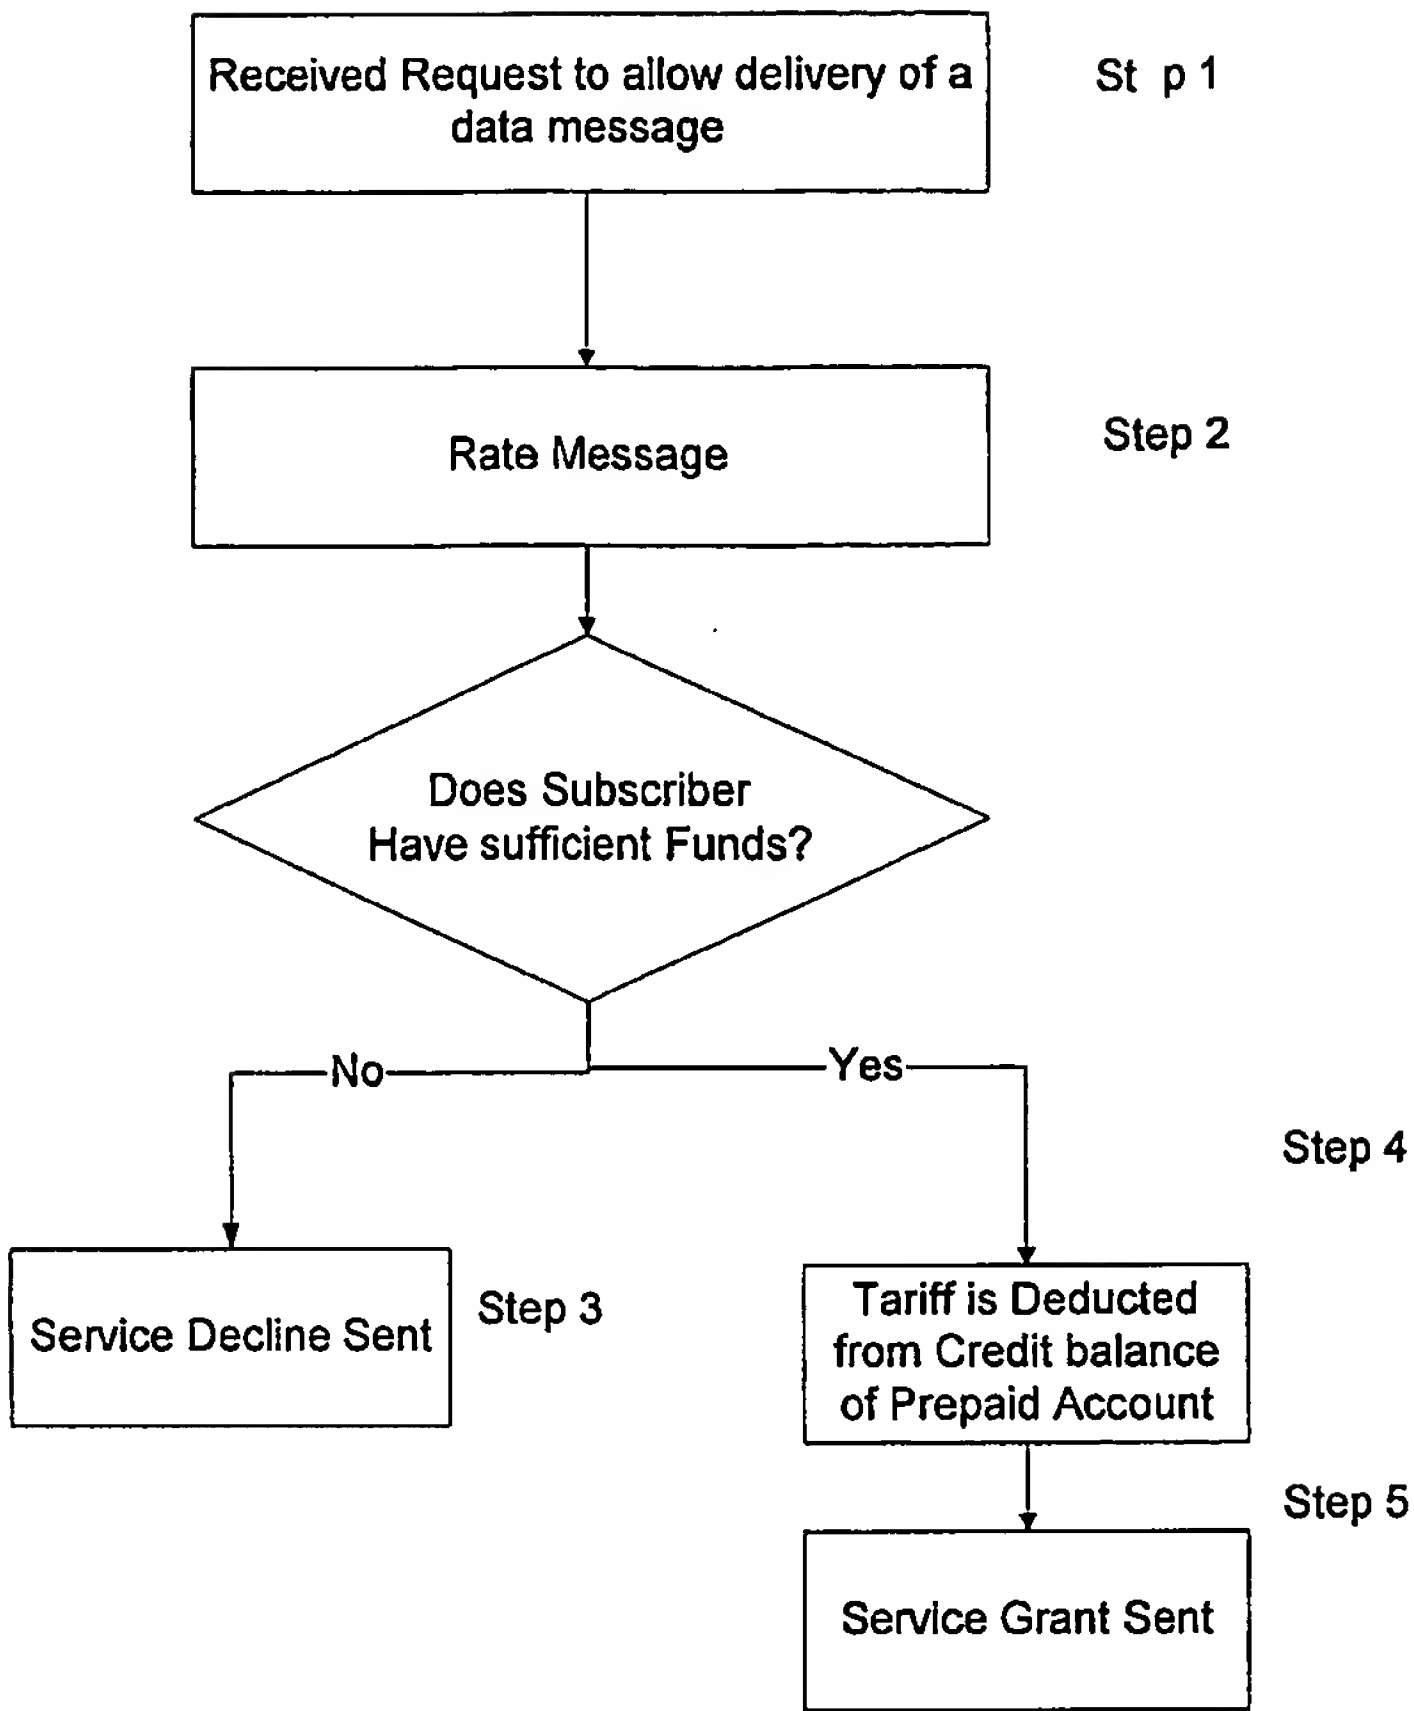 Received Request to allow delivery of a
data message
St p 1
Rate Message
Step 2
Does Subscriber
Have sufficient Funds?
No
Yes
Step 4
Service Decline Sent
Step 3
Tariff is Deducted
from Credit balance
of Prepaid Account
Step 5
Service Grant Sent